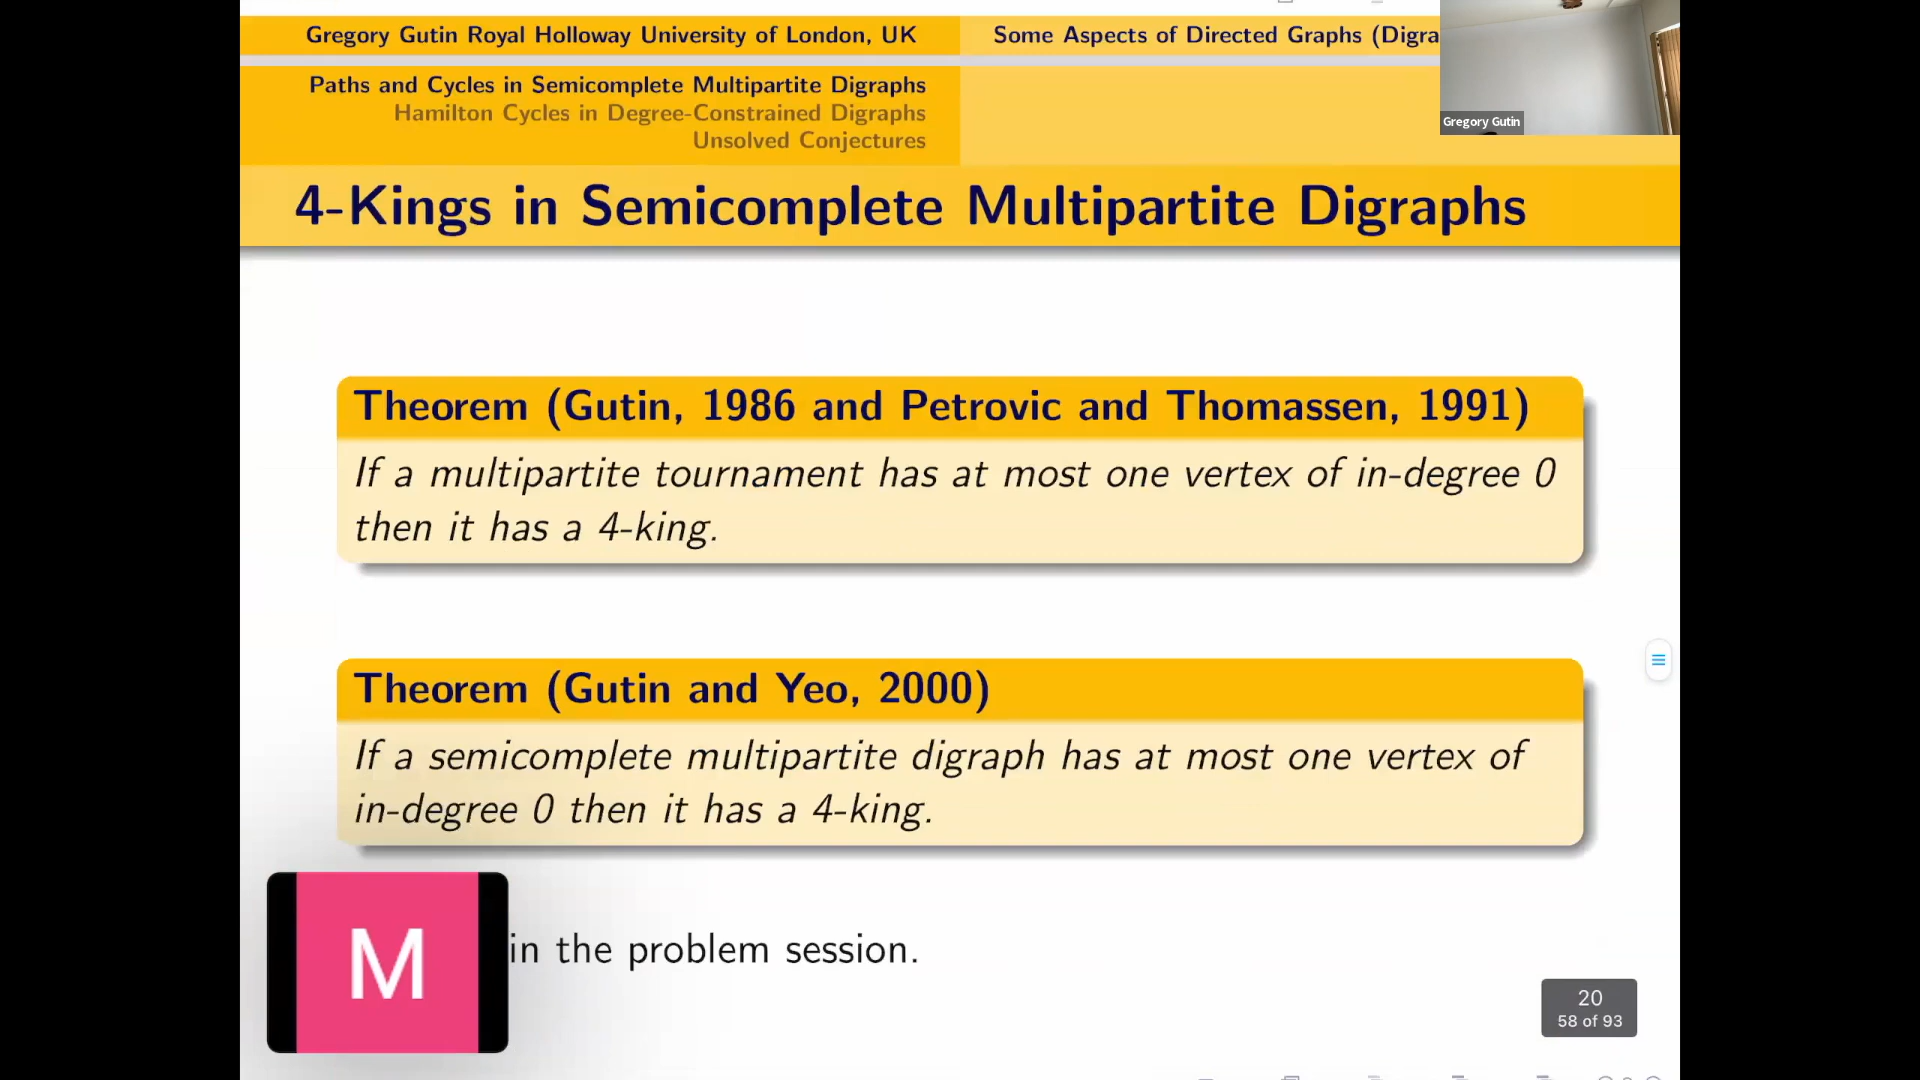 Gregory Gutin Royal Holloway University of London, UK
Some Aspects of Directed Graphs (Digra
Paths and Cycles in Semicomplete Multipartite Digraphs
Hamilton Cycles in Degree-Constrained Digraphs
Unsolved Conjectures
Gregory Gutin
4-Kings in Semicomplete Multipartite Digraphs
Theorem (Gutin, 1986 and Petrovic and Thomassen, 1991)
If a multipartite tournament has at most one vertex of in-degree 0
then it has a 4-king.
Theorem (Gutin and Yeo, 2000)
If a semicomplete multipartite digraph has at most one vertex of
in-degree 0 then it has a 4-king.
M
in the problem session.
20
58 of 93